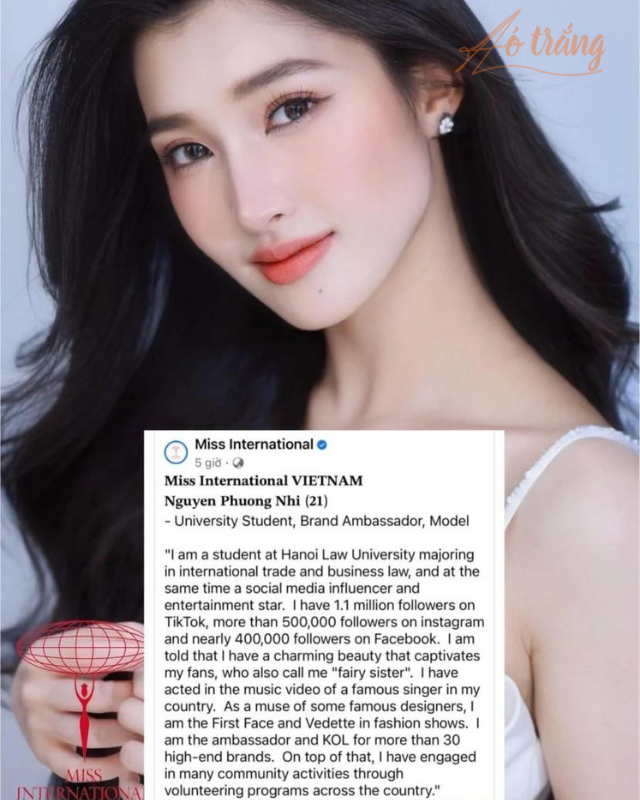 Aó trắng
Miss International
5 giờ ·
Miss International VIETNAM
Nguyen Phuong Nhi (21)
- University Student, Brand Ambassador, Model
"I am a student at Hanoi Law University majoring
in international trade and business law, and at the
same time a social media influencer and
entertainment star.  I have 1.1 million followers on
TikTok, more than 500,000 followers on instagram
and nearly 400,000 followers on Facebook.  I am
told that I have a charming beauty that captivates
my fans, who also call me "fairy sister".  I have
acted in the music video of a famous singer in my
country.  As a muse of some famous designers, I
am the First Face and Vedette in fashion shows.  I
am the ambassador and KOL for more than 30
high-end brands.  On top of that, I have engaged
in many community activities through
volunteering programs across the country."
MISS
INTERNATIONAL